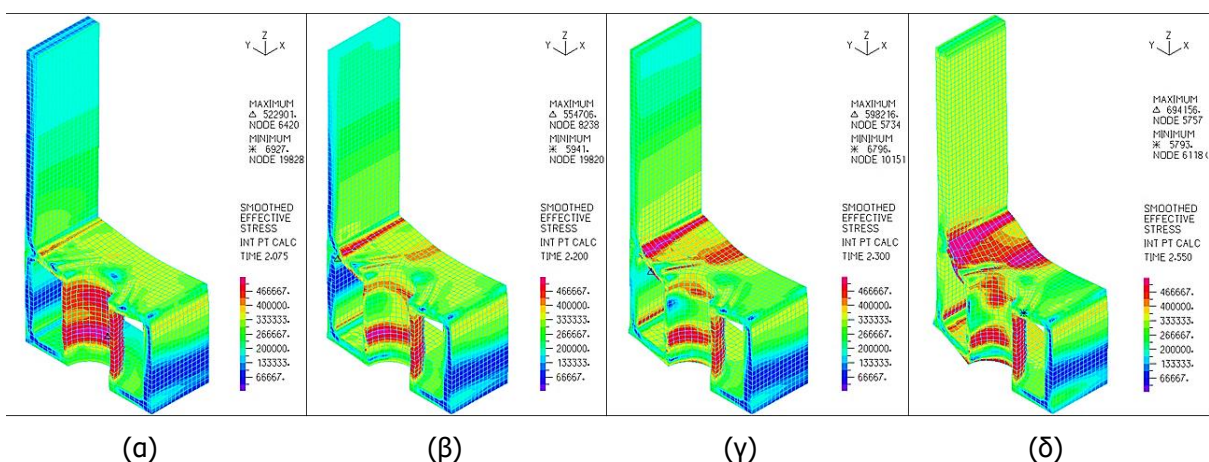 Z
Y X
MAXIMUM
Δ 522901.
NODE 6420
MINIMUM
* 6927.
NODE 19828
SMOOTHED
EFFECTIVE
STRESS
INT PT CALC
TIME 2.075
466667.
400000.
333333.
266667.
200000.
133333.
66667.
(α)
Z
Y X
MAXIMUM
Δ 554706.
NODE 8238
MINIMUM
* 5941.
NODE 19820
SMOOTHED
EFFECTIVE
STRESS
INT PT CALC
TIME 2.200
466667.
400000.
333333.
266667.
200000.
133333.
66667.
(β)
Z
Y X
MAXIMUM
Δ 598216.
NODE 5734
MINIMUM
* 6796.
NODE 10151
SMOOTHED
EFFECTIVE
STRESS
INT PT CALC
TIME 2.300
466667.
400000.
333333.
266667.
200000.
133333.
66667.
(γ)
Z
Y X
MAXIMUM
Δ 694156.
NODE 5757
MINIMUM
* 5793.
NODE 6118
SMOOTHED
EFFECTIVE
STRESS
INT PT CALC
TIME 2.550
466667.
400000.
333333.
266667.
200000.
133333.
66667.
(δ)